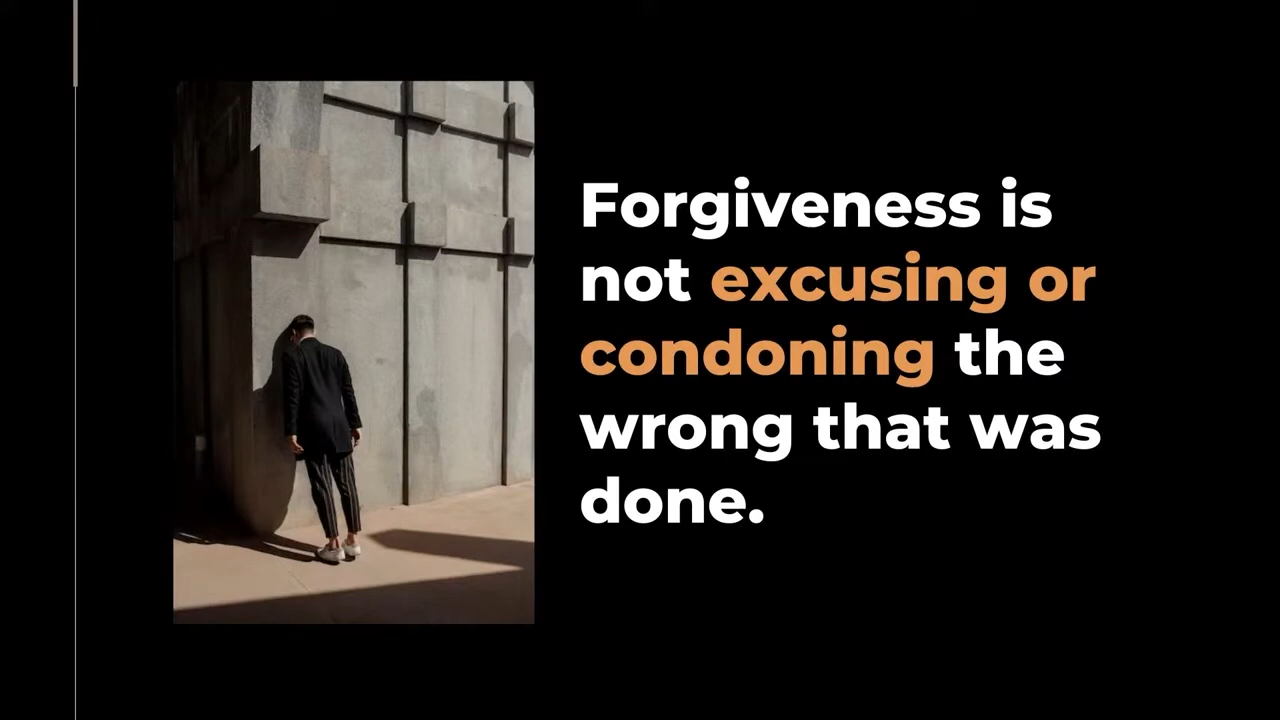 Forgiveness is
not excusing or
condoning the
wrong that was
done.